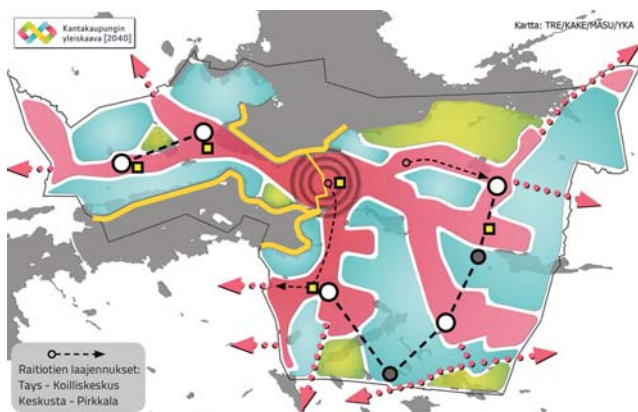 Kantakaupungin
yleiskaava [2040]
Kartta: TRE/KAKE/MASU/YKA
Raitiotien laajennukset:
Tays - Koilliskeskus
Keskusta - Pirkkala